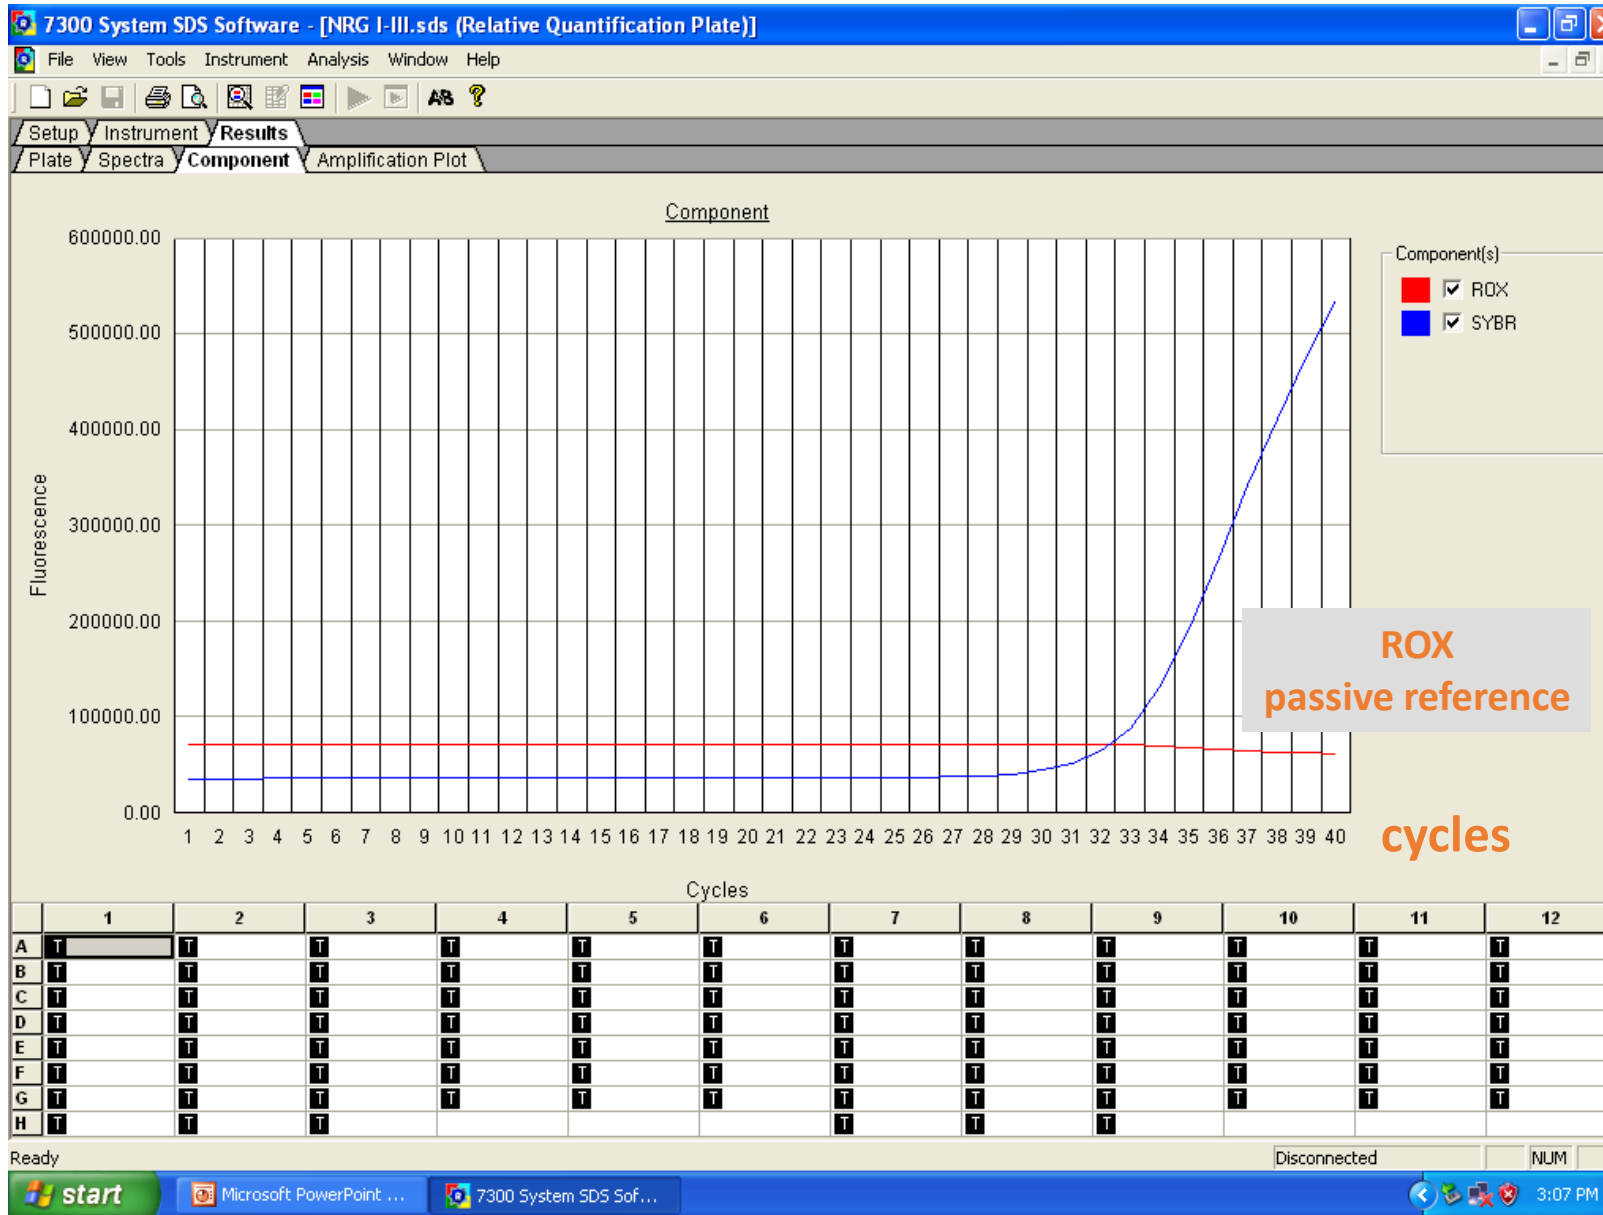 7300 System SDS Software - [NRG I-III.sds (Relative Quantification Plate)]
File View Tools Instrument Analysis Window Help
Setup Instrument Results
Plate Spectra Component Amplification Plot
Component
600000.00
500000.00
400000.00
300000.00
200000.00
100000.00
0.00
Fluorescence
1 2 3 4 5 6 7 8 9 10 11 12 13 14 15 16 17 18 19 20 21 22 23 24 25 26 27 28 29 30 31 32 33 34 35 36 37 38 39 40
Cycles
Component(s)
ROX
SYBR
ROX
passive reference
cycles
1 2 3 4 5 6 7 8 9 10 11 12
A T T T T T T T T T T T T
B T T T T T T T T T T T T
C T T T T T T T T T T T T
D T T T T T T T T T T T T
E T T T T T T T T T T T T
F T T T T T T T T T T T T
G T T T T T T T T T T T T
H T T T T T T
Ready Disconnected NUM
start Microsoft PowerPoint ... 7300 System SDS Sof... 3:07 PM